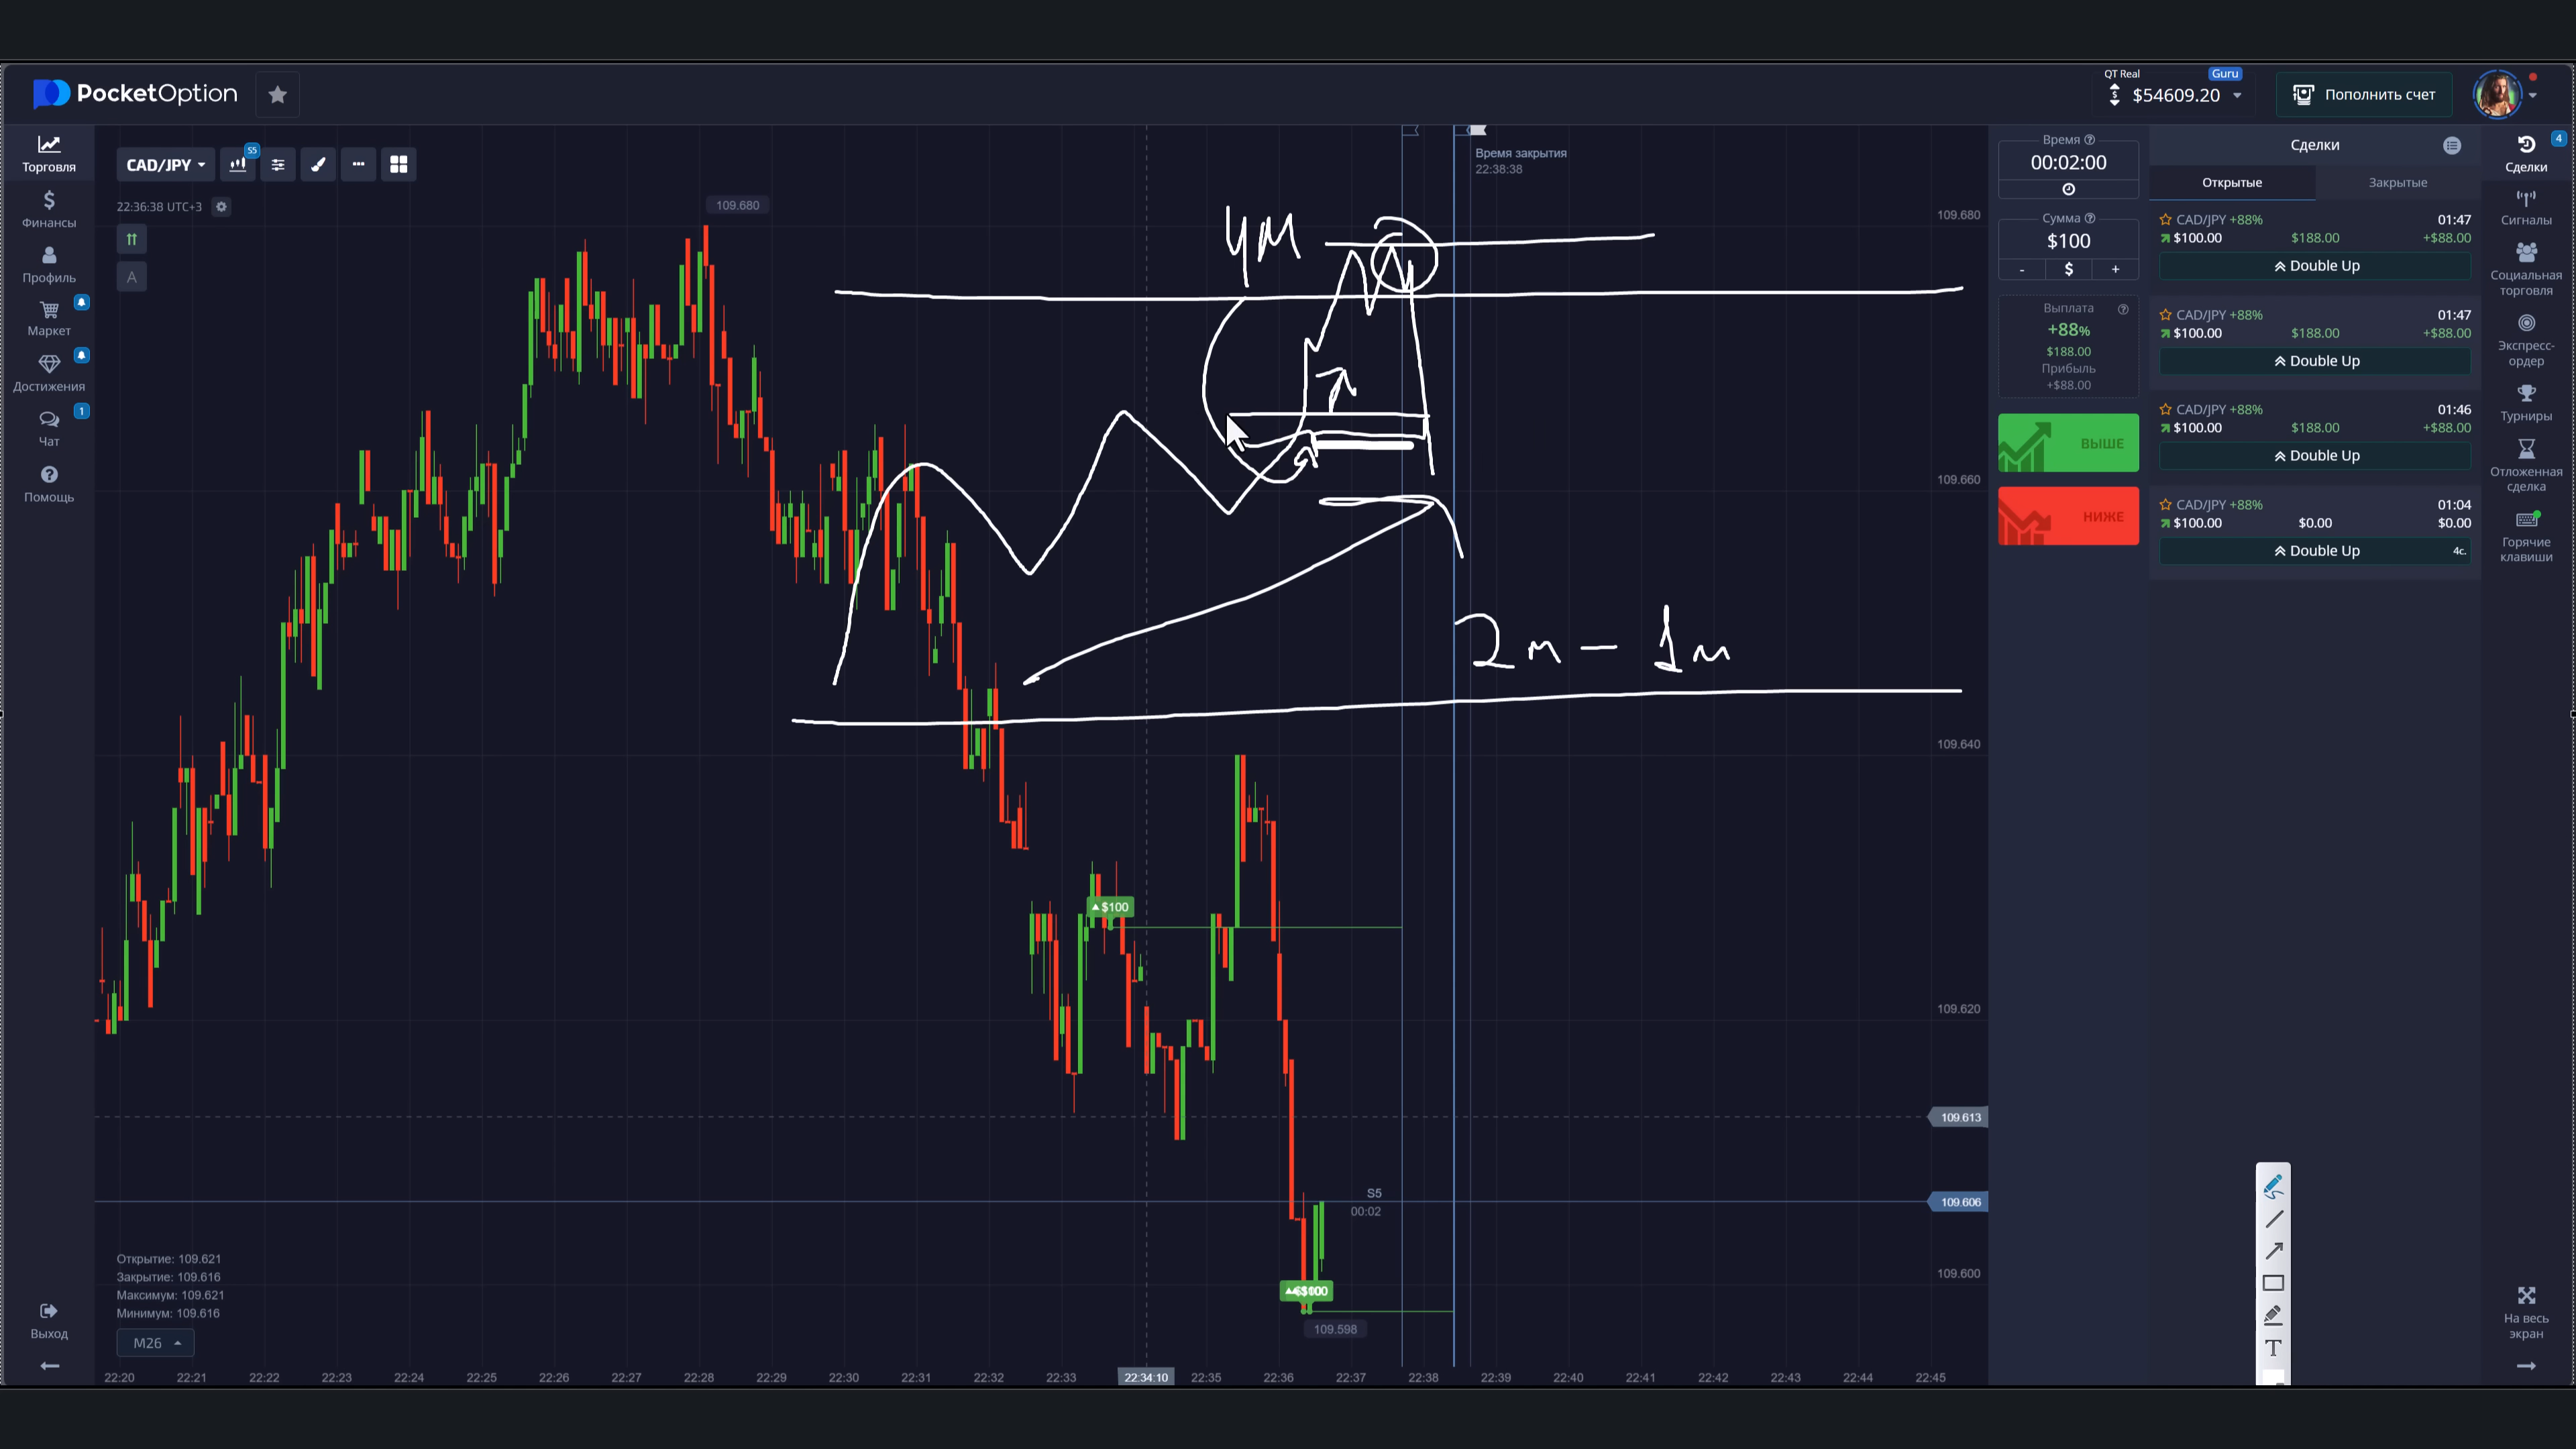 PocketOption
QT Real
Guru
$54609.20
Пополнить счет
Торговля
Финансы
Профиль
Маркет
Достижения
1
Чат
Помощь
Выход
CAD/JPY
S5
22:36:38 UTC+3
A
109.680
Время закрытия
22:38:38
109.680
109.660
109.640
109.620
109.613
109.606
109.600
2м - 1м
$100
S5
00:02
$100
109.598
Открытие: 109.621
Закрытие: 109.616
Максимум: 109.621
Минимум: 109.616
M26
22:20 22:21 22:22 22:23 22:24 22:25 22:26 22:27 22:28 22:29 22:30 22:31 22:32 22:33 22:34:10 22:35 22:36 22:37 22:38 22:39 22:40 22:41 22:42 22:43 22:44 22:45
Время
00:02:00
Сумма
$100
- $ +
Выплата
+88%
$188.00
Прибыль
+$88.00
ВЫШЕ
НИЖЕ
Сделки
Открытые Закрытые
CAD/JPY +88% 01:47
$100.00 $188.00 +$88.00
Double Up
CAD/JPY +88% 01:47
$100.00 $188.00 +$88.00
Double Up
CAD/JPY +88% 01:46
$100.00 $188.00 +$88.00
Double Up
CAD/JPY +88% 01:04
$100.00 $0.00 $0.00
Double Up 4с.
4
Сделки
Сигналы
Социальная
торговля
Экспресс-
ордер
Турниры
Отложенная
сделка
Горячие
клавиши
На весь
экран
T